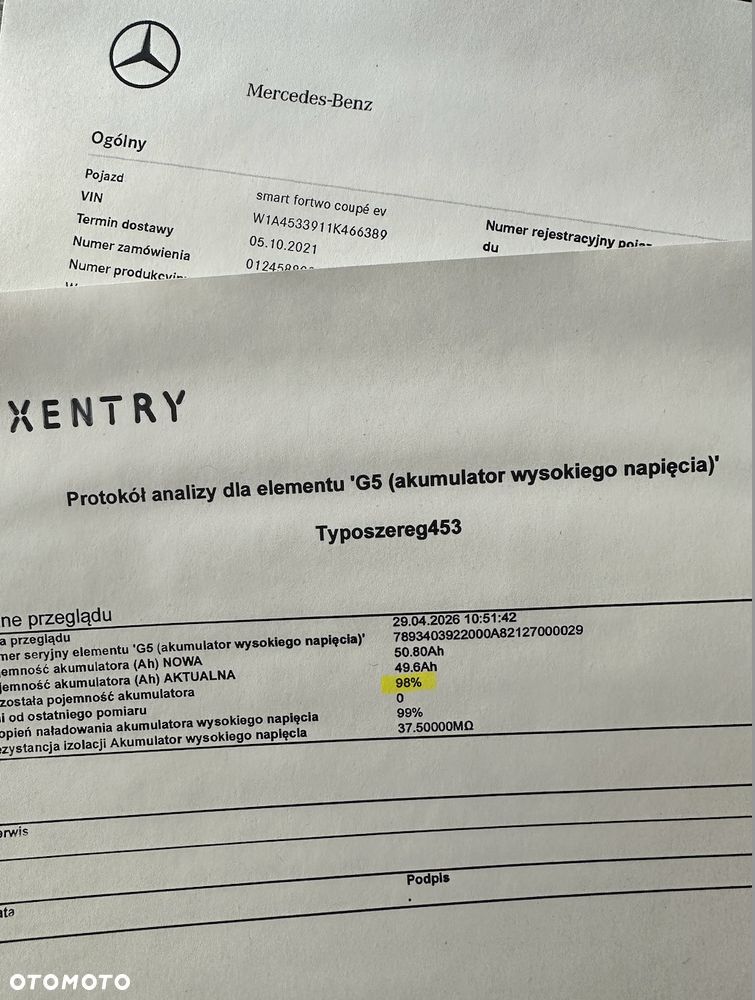 Mercedes-Benz
Ogólny
Pojazd smart fortwo coupé ev
VIN W1A4533911K466389 Numer rejestracyjny
Termin dostawy 05.10.2021 du
Numer zamówienia
Numer
XENTRY
Protokół analizy dla elementu 'G5 (akumulator wysokiego napięcia)'
Typoszereg453
ne przeglądu
a przeglądu 29.04.2026 10:51:42
mer seryjny elementu 'G5 (akumulator wysokiego napięcia)' 7893403922000A82127000029
jemność akumulatora (Ah) NOWA 50.80Ah
jemność akumulatora (Ah) AKTUALNA 49.6Ah
została pojemność akumulatora 98%
i od ostatniego pomiaru 0
opień naładowania akumulatora wysokiego napięcia 99%
ezystancja izolacji Akumulator wysokiego napięcia 37.50000MΩ
erwis
Podpis
.
ata
OTOMOTO